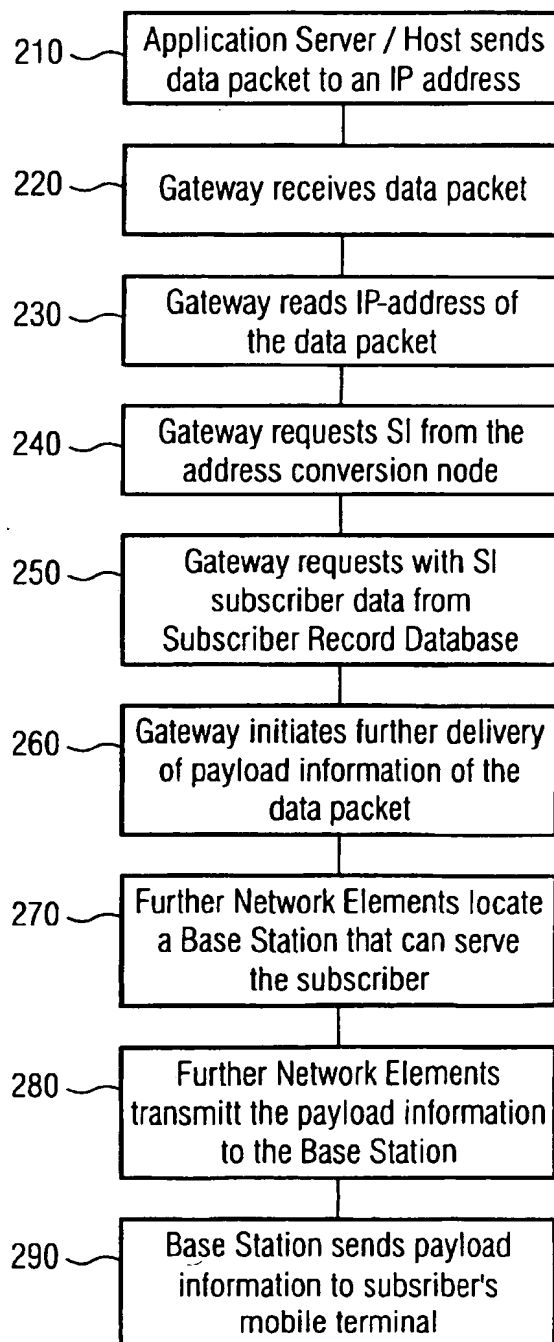 210
Application Server / Host sends
data packet to an IP address
220
Gateway receives data packet
230
Gateway reads IP-address of
the data packet
240
Gateway requests SI from the
address conversion node
250
Gateway requests with SI
subscriber data from
Subscriber Record Database
260
Gateway initiates further delivery
of payload information of the
data packet
270
Further Network Elements locate
a Base Station that can serve
the subscriber
280
Further Network Elements
transmitt the payload information
to the Base Station
290
Base Station sends payload
information to subsriber's
mobile terminal